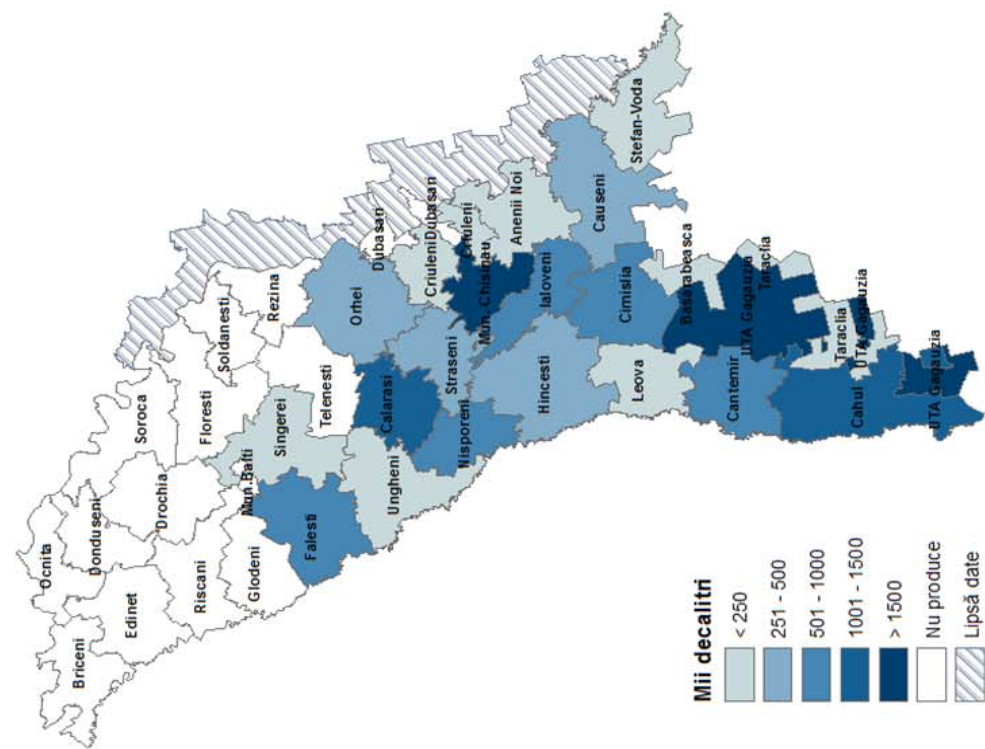 Briceni
Ocnita
Edinet
Donduseni
Riscani
Drochia
Soroca
Glodeni
Floresti
Soldanesti
Mun.Balti
Singerei
Rezina
Falesti
Telenesti
Ungheni
Orhei
Calarasi
Dubasari
Nisporeni
Straseni
Criuleni
Dubasari
Criuleni
Mun. Chisinau
Anenii Noi
Hincesti
Ialoveni
Causeni
Stefan-Voda
Leova
Cimislia
Basarabeasca
Cantemir
UTA Gagauzia
Taraclia
Cahul
Taraclia
UTA Gagauzia
UTA Gagauzia
Mii decalitri
< 250
251 - 500
501 - 1000
1001 - 1500
> 1500
Nu produce
Lipsă date